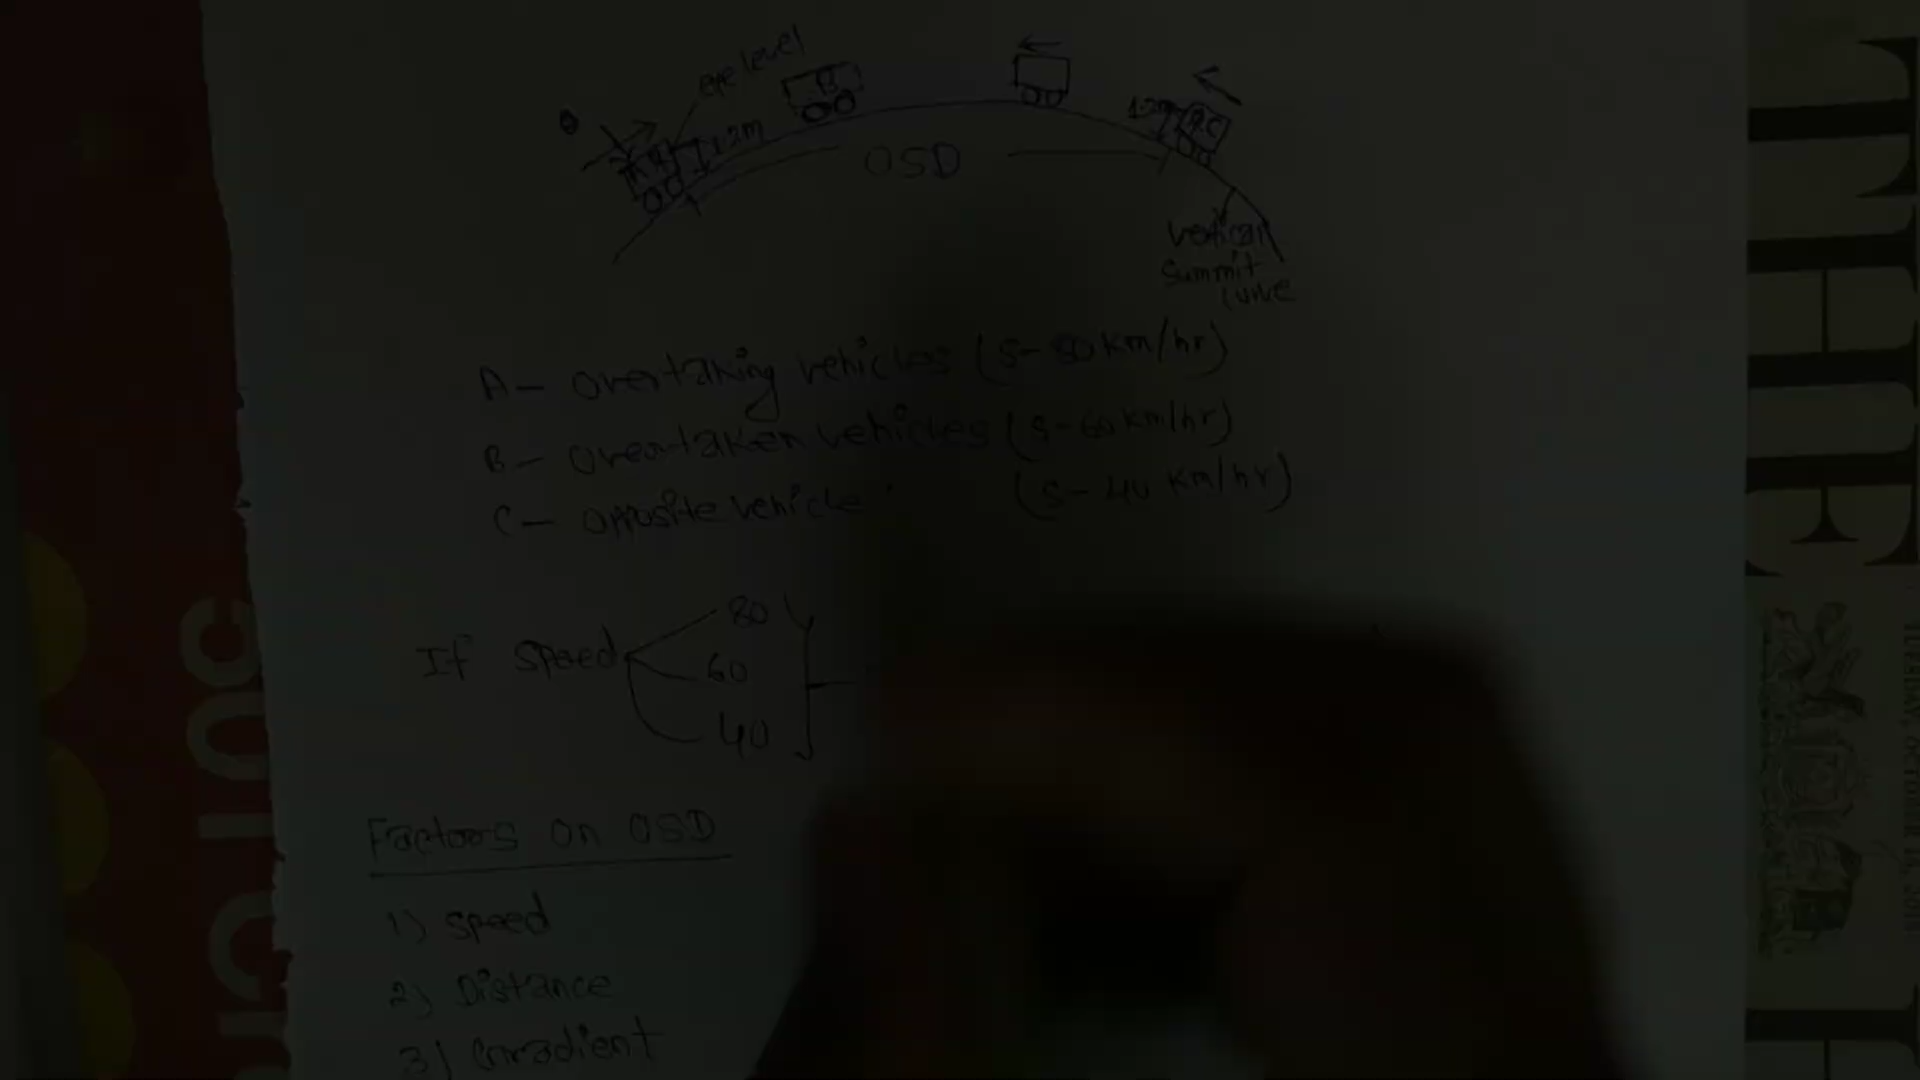 eye level
B
1.2m
1.2m
C
OSD
vertical
summit
curve
A - overtaking vehicles (S- 80 km/hr)
B - overtaken vehicles (S- 60 km/hr)
C - opposite vehicle (S- 40 km/hr)
If speed
80
60
40
Factors on OSD
1) speed
2) Distance
3) Gradient
THE